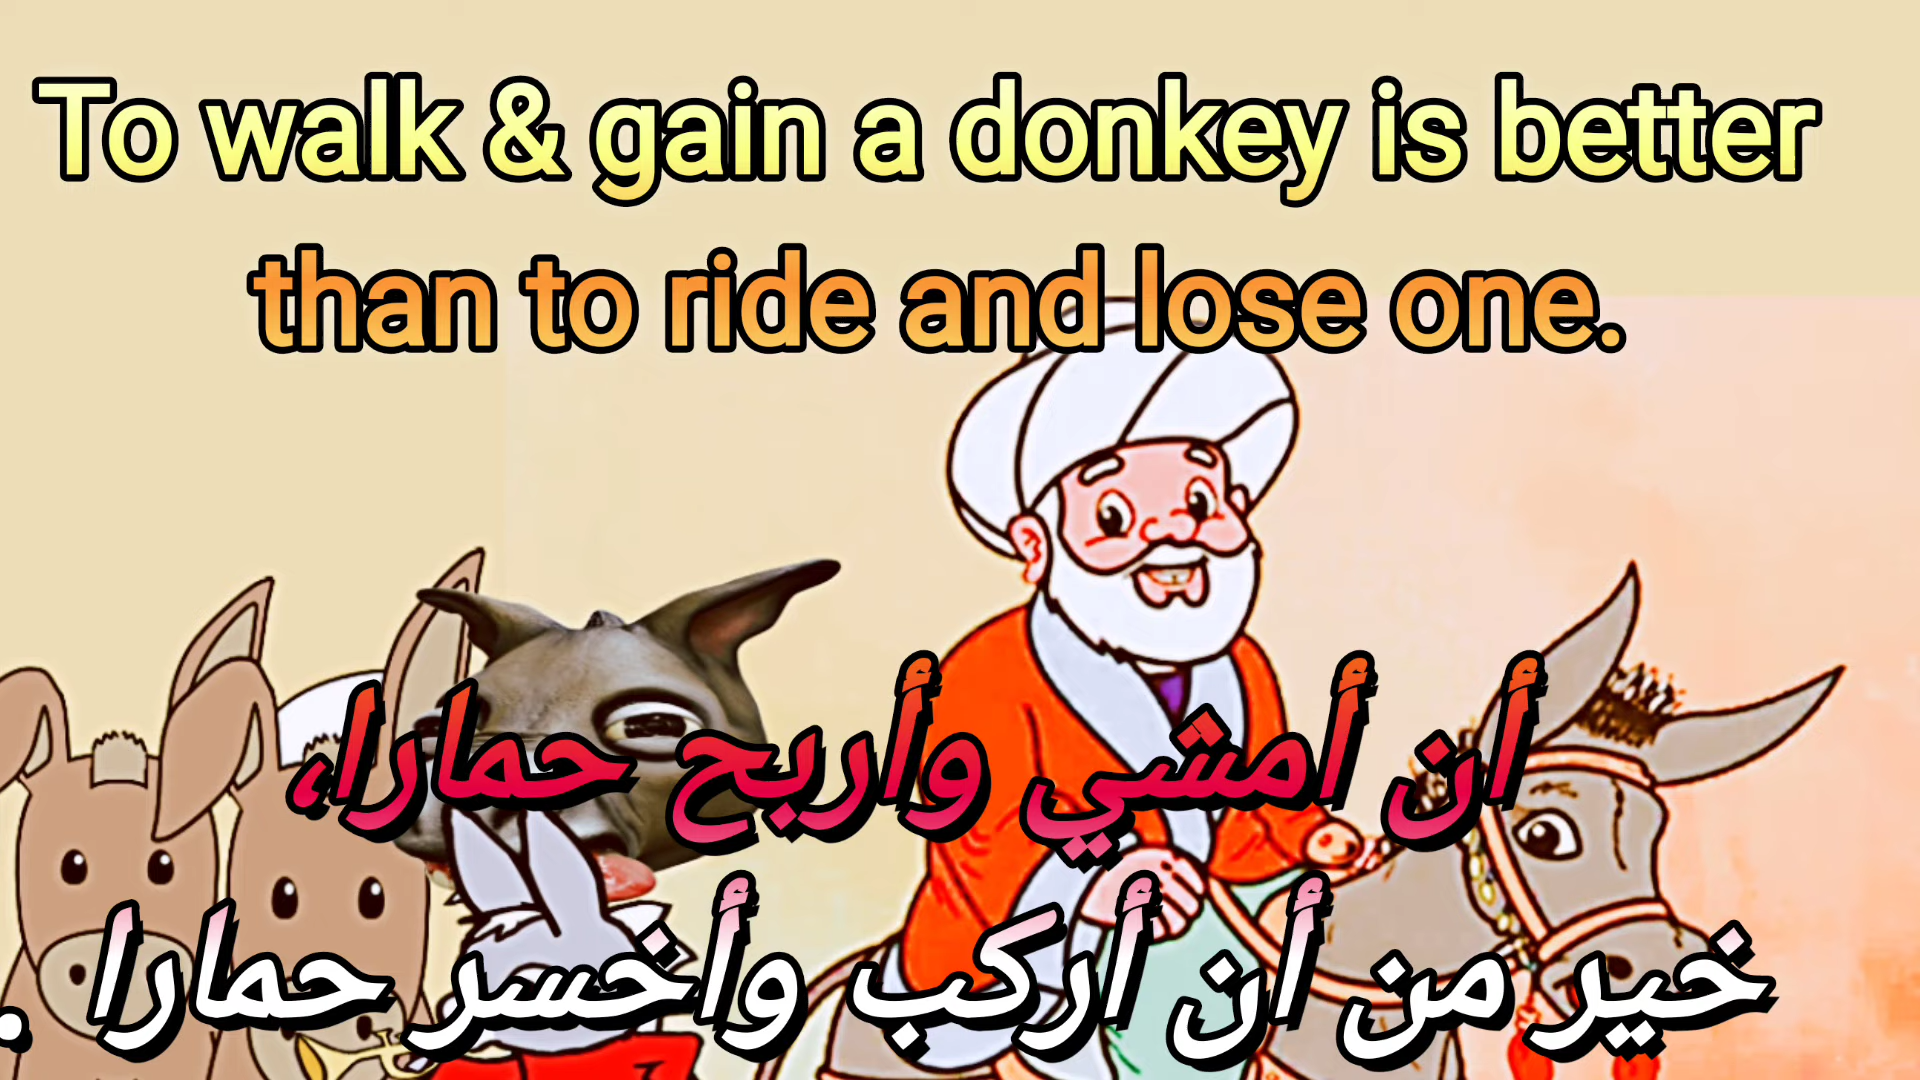 To walk & gain a donkey is better
than to ride and lose one.
أن أمشي وأربح حمارا،
خير من أن أركب وأخسر حمارا .